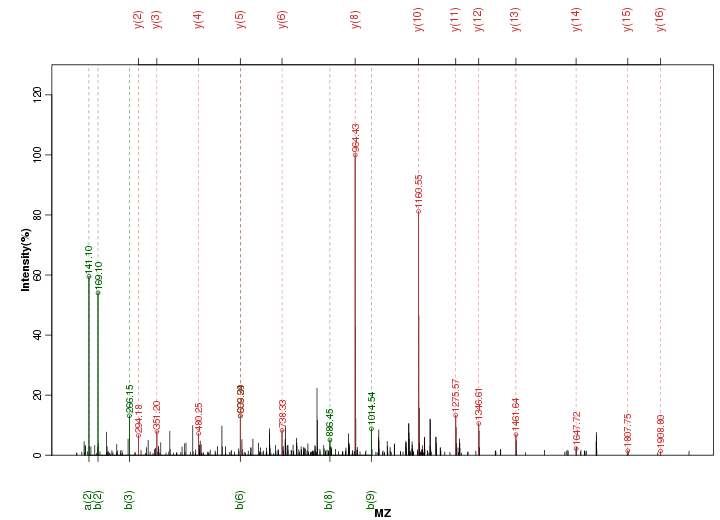 y(2)
y(3)
y(4)
y(5)
y(6)
y(8)
y(10)
y(11)
y(12)
y(13)
y(14)
y(15)
y(16)
Intensity(%)
0
20
40
60
80
100
120
141.10
169.10
266.15
294.18
351.20
480.25
738.33
886.45
964.43
1014.54
1160.55
1275.57
1346.61
1461.64
1647.72
1807.75
1908.80
a(2)
b(2)
b(3)
b(6)
b(8)
b(9)
MZ